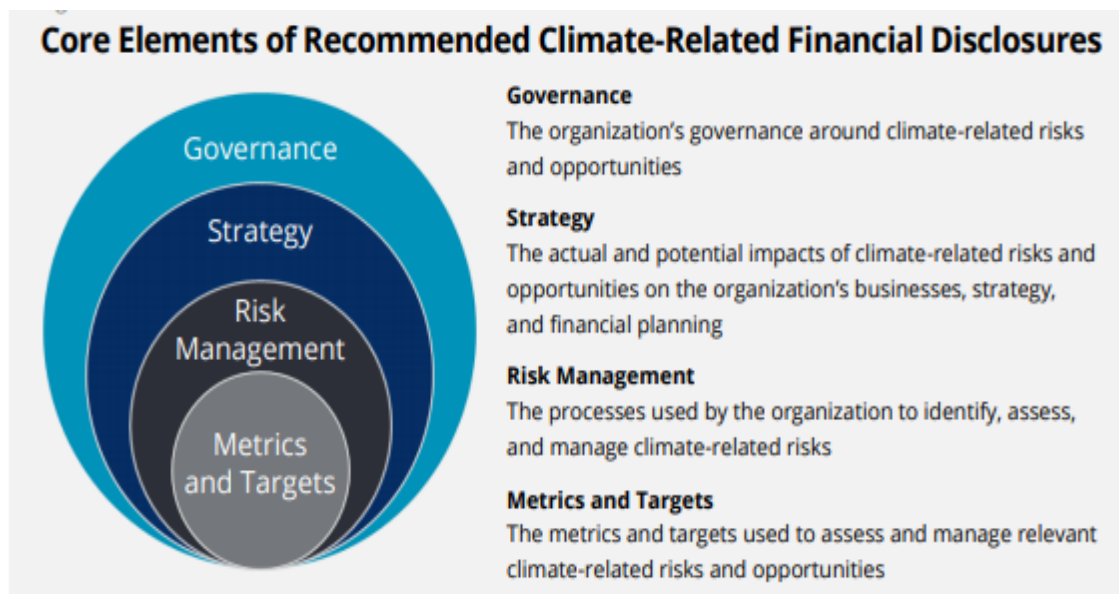 Core Elements of Recommended Climate-Related Financial Disclosures
Governance
Strategy
Risk
Management
Metrics
and Targets
Governance
The organization's governance around climate-related risks
and opportunities
Strategy
The actual and potential impacts of climate-related risks and
opportunities on the organization's businesses, strategy,
and financial planning
Risk Management
The processes used by the organization to identify, assess,
and manage climate-related risks
Metrics and Targets
The metrics and targets used to assess and manage relevant
climate-related risks and opportunities